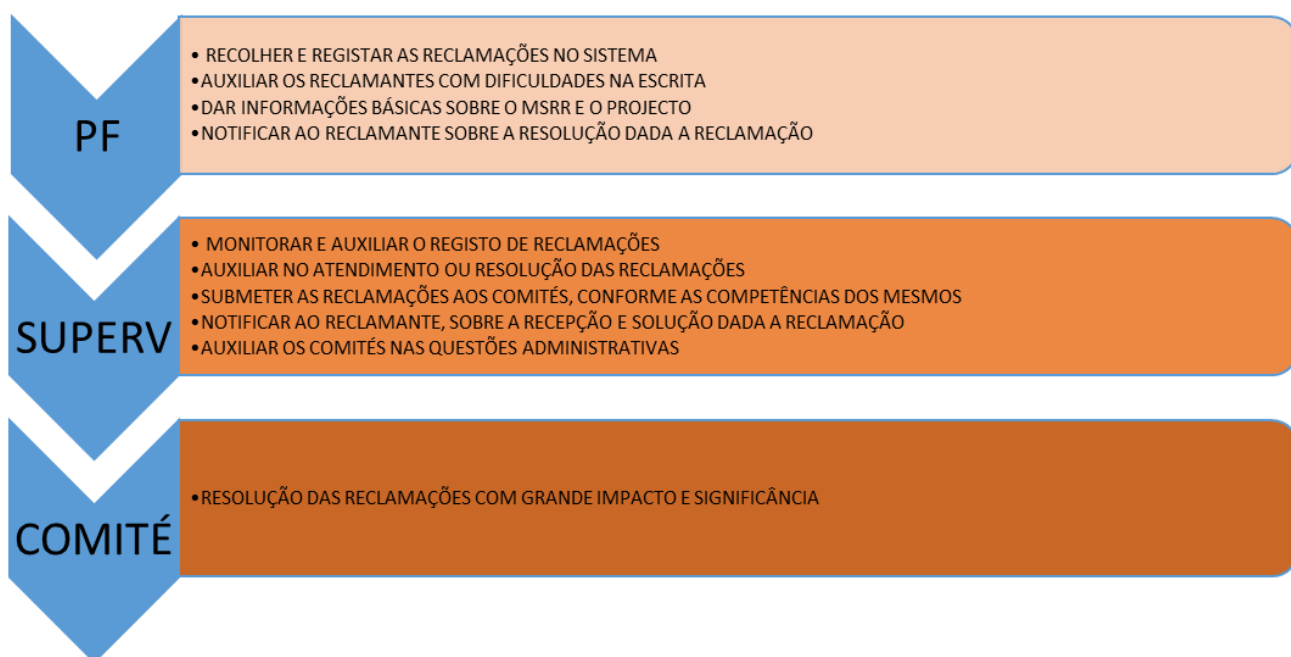 PF
• RECOLHER E REGISTAR AS RECLAMAÇÕES NO SISTEMA
•AUXILIAR OS RECLAMANTES COM DIFICULDADES NA ESCRITA
•DAR INFORMAÇÕES BÁSICAS SOBRE O MSRR E O PROJECTO
•NOTIFICAR AO RECLAMANTE SOBRE A RESOLUÇÃO DADA A RECLAMAÇÃO
SUPERV
• MONITORAR E AUXILIAR O REGISTO DE RECLAMAÇÕES
•AUXILIAR NO ATENDIMENTO OU RESOLUÇÃO DAS RECLAMAÇÕES
•SUBMETER AS RECLAMAÇÕES AOS COMITÉS, CONFORME AS COMPETÊNCIAS DOS MESMOS
•NOTIFICAR AO RECLAMANTE, SOBRE A RECEPÇÃO E SOLUÇÃO DADA A RECLAMAÇÃO
•AUXILIAR OS COMITÉS NAS QUESTÕES ADMINISTRATIVAS
COMITÉ
•RESOLUÇÃO DAS RECLAMAÇÕES COM GRANDE IMPACTO E SIGNIFICÂNCIA